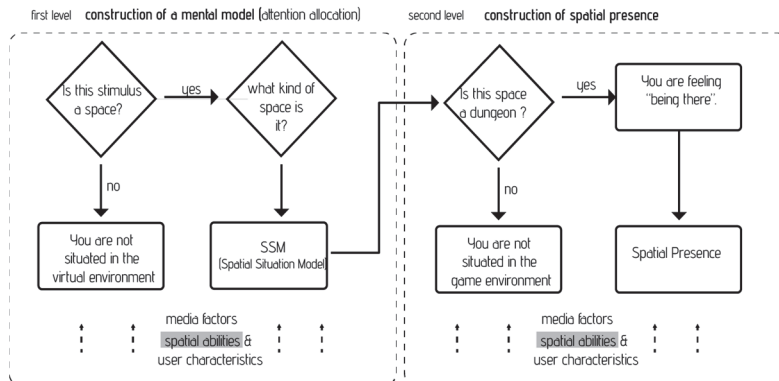 first level construction of a mental model (attention allocation)
Is this stimulus
a space?
yes
what kind of
space is
it?
no
You are not
situated in the
virtual environment
SSM
(Spatial Situation Model)
media factors
spatial abilities &
user characteristics
second level construction of spatial presence
Is this space
a dungeon ?
yes
You are feeling
"being there".
no
You are not
situated in the
game environment
Spatial Presence
media factors
spatial abilities &
user characteristics